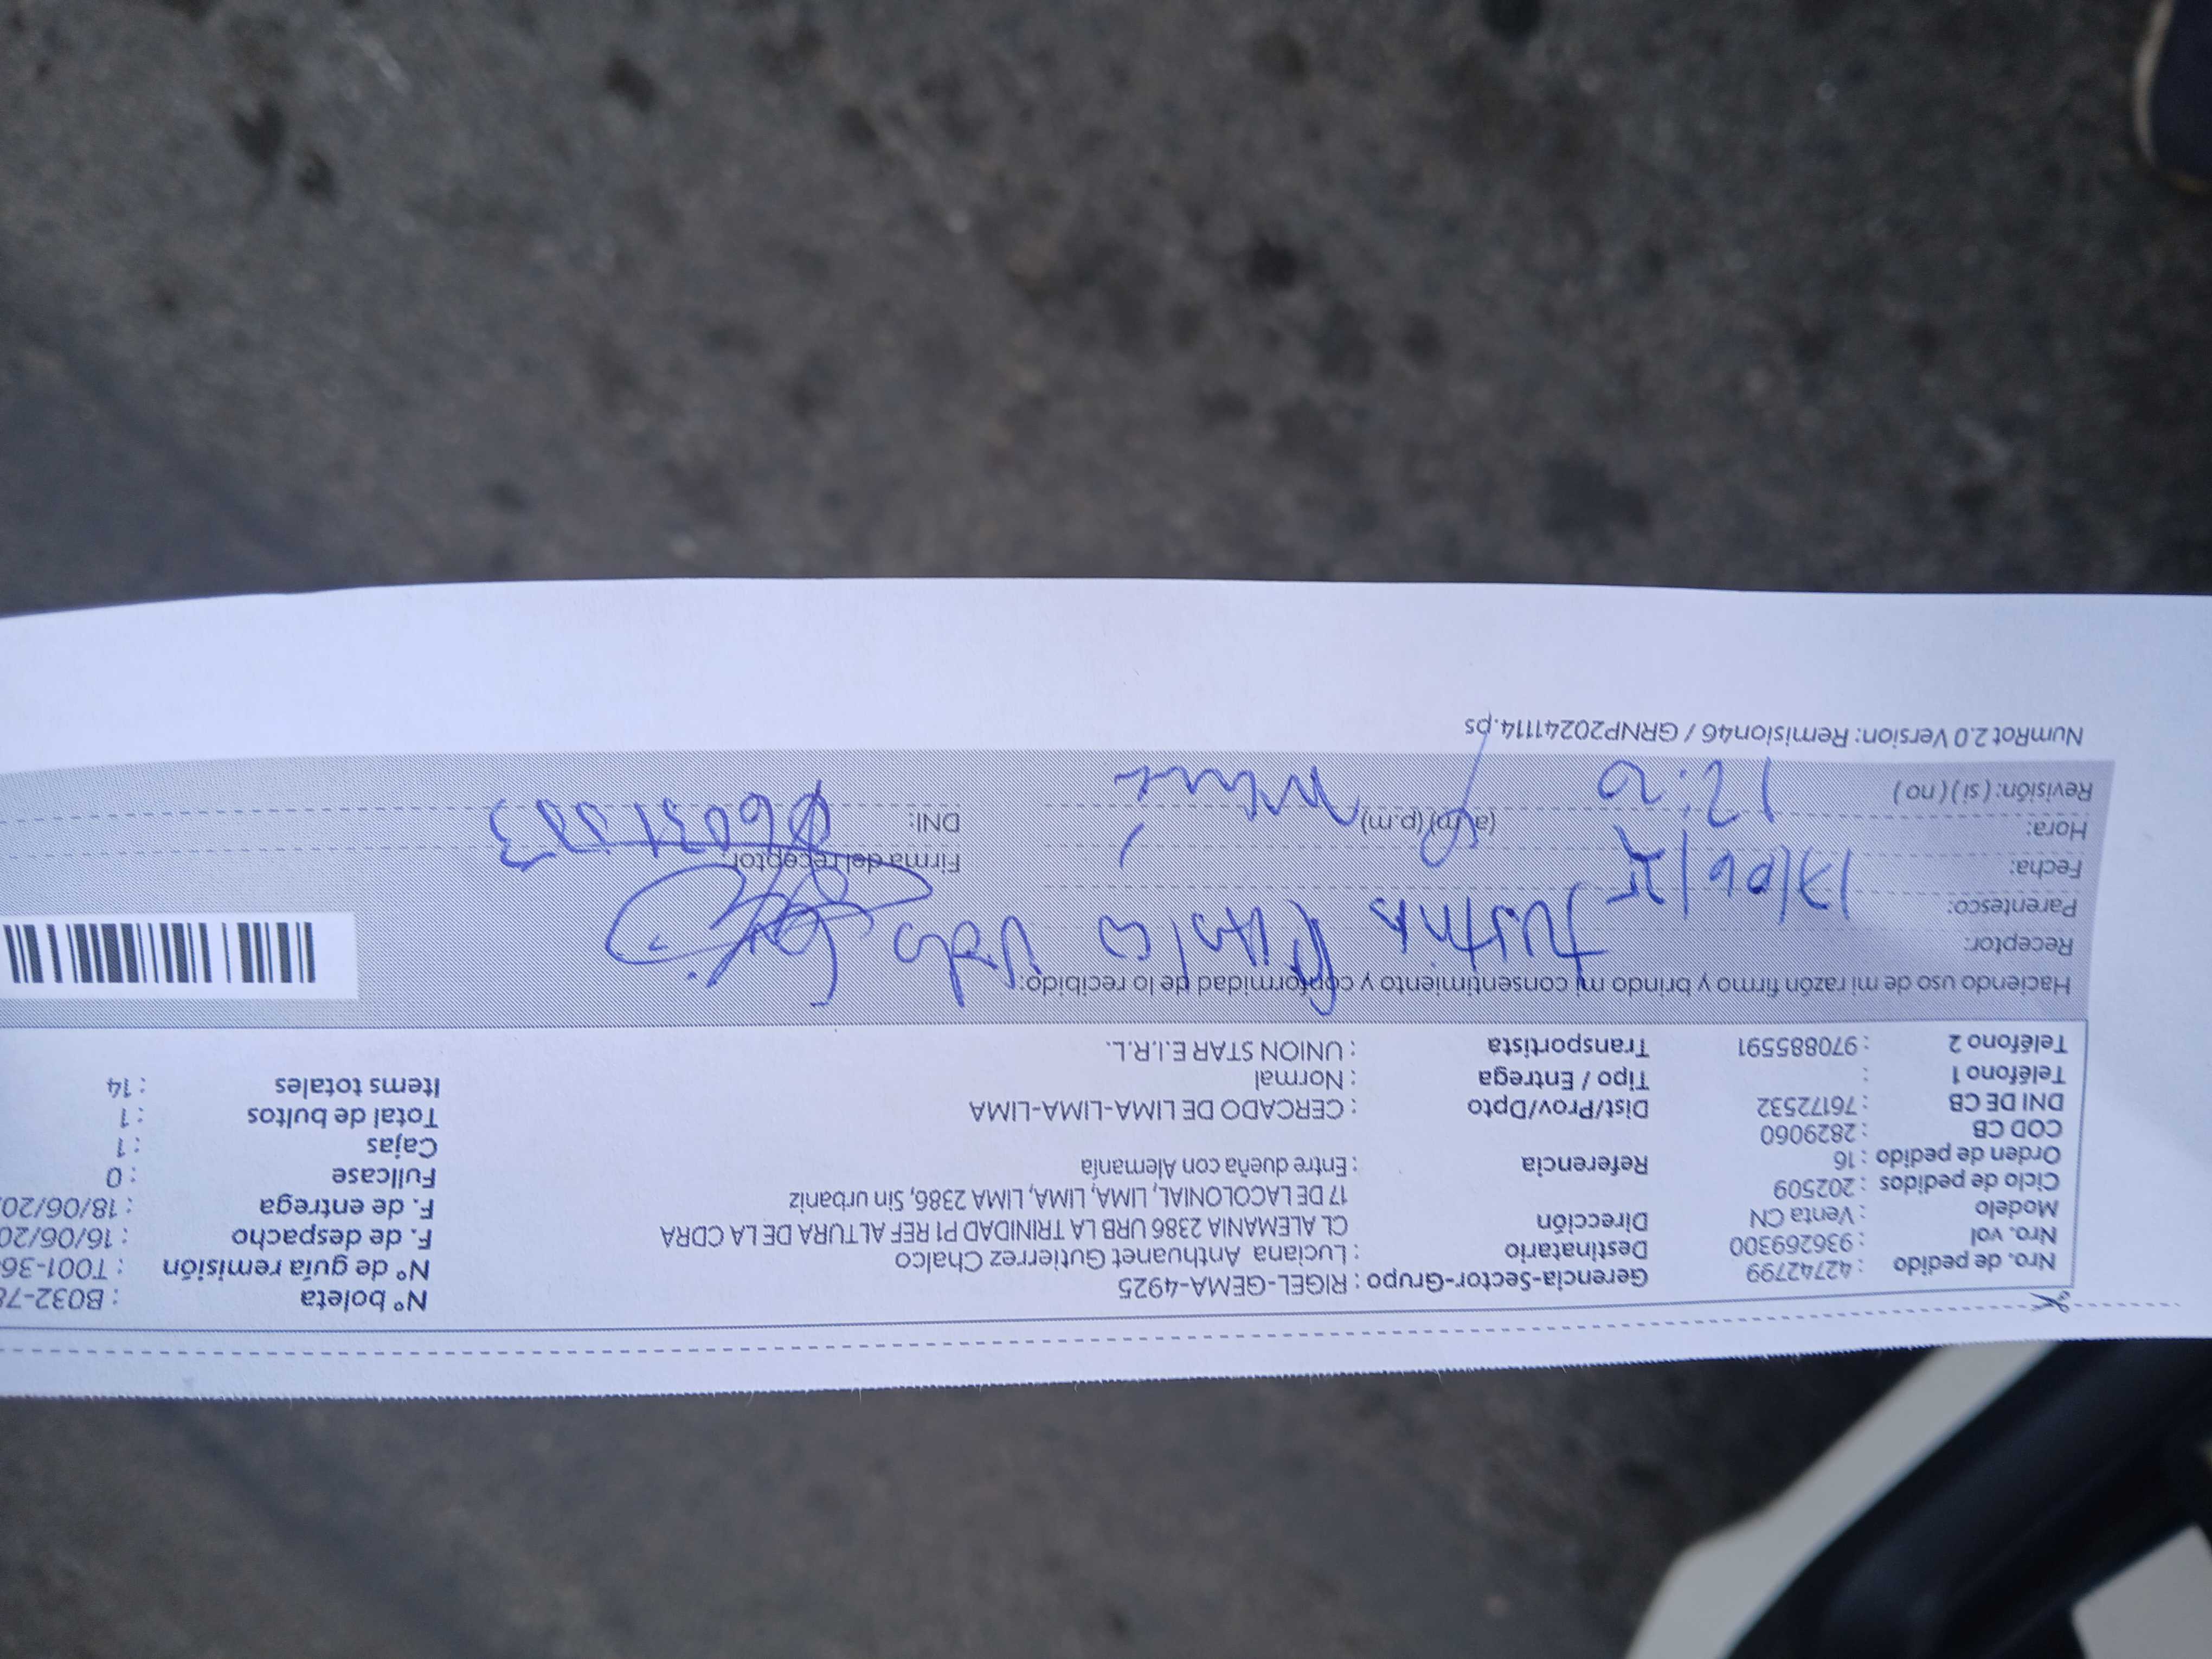 Nro. de pedido : 42742799 Gerencia-Sector-Grupo : RIGEL-GEMA-4925 N° boleta : B032-78
Nro. vol : 936269300 Destinatario : Luciana Anthuanet Gutierrez Chalco N° de guía remisión : T001-36
Modelo : Venta CN Dirección CL ALEMANIA 2386 URB LA TRINIDAD P1 REF ALTURA DE LA CDRA F. de despacho : 16/06/20
Ciclo de pedidos : 202509 17 DE LACOLONIAL, LIMA, LIMA, LIMA 2386, Sin urbaniz F. de entrega : 18/06/20
Orden de pedido : 16 Referencia : Entre dueña con Alemania Fullcase : 0
COD CB : 2829060 Cajas : 1
DNI DE CB : 76172532 Dist/Prov/Dpto : CERCADO DE LIMA-LIMA-LIMA Total de bultos : 1
Teléfono 1 : Tipo / Entrega : Normal Items totales : 14
Teléfono 2 : 970885591 Transportista : UNION STAR E.I.R.L.
Haciendo uso de mi razón firmo y brindo mi consentimiento y conformidad de lo recibido:
Receptor:
Parentesco:
Fecha: Firma del receptor:
Hora: (a.m) (p.m) DNI:
Revisión: ( si ) ( no )
NumRot 2.0 Version: Remision46 / GRNP20241114.ps